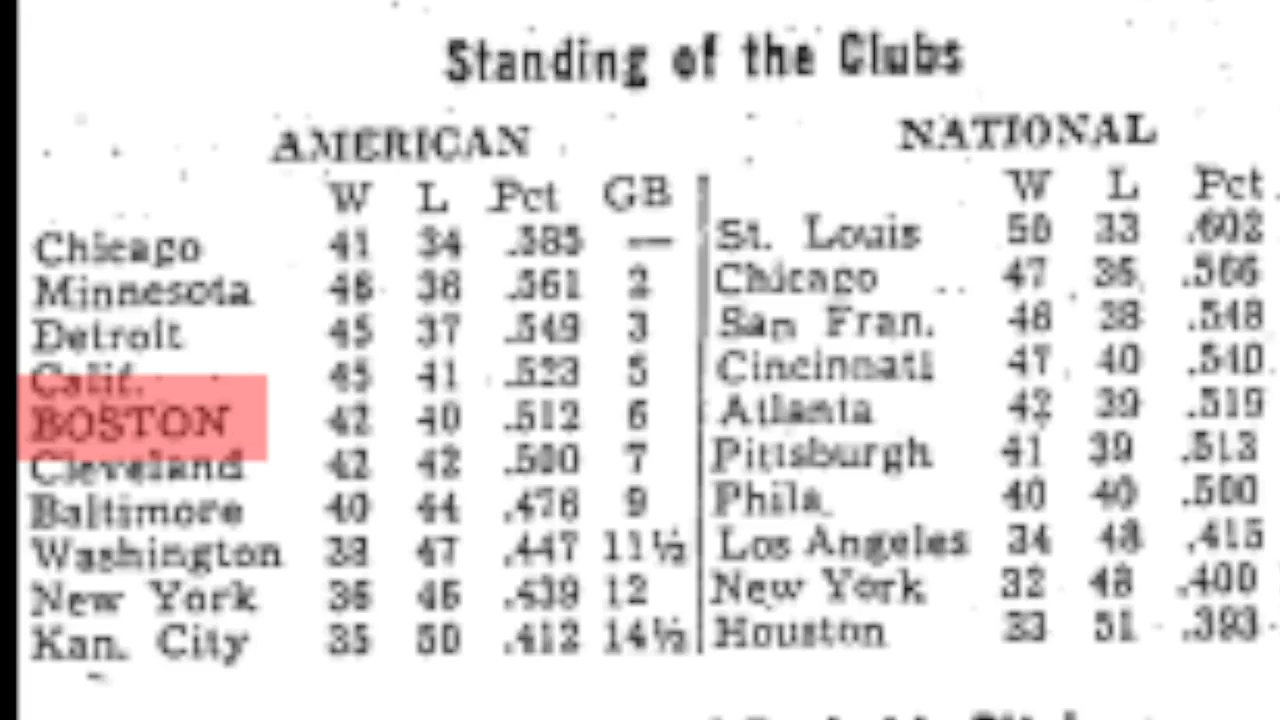 Standing of the Clubs
AMERICAN NATIONAL
W L Pct GB W L Pct
Chicago 34 .585 — St. Louis 50 33 .602
Minnesota 46 36 .561 2 Chicago 47 36 .566
Detroit 45 37 .549 3 San Fran. 46 38 .548
Calif. 45 41 .523 5 Cincinnati 47 40 .540
BOSTON 42 40 .512 6 Atlanta 42 39 .519
Cleveland 42 42 .500 7 Pittsburgh 41 39 .513
Baltimore 40 44 .476 9 Phila. 40 40 .500
Washington 38 47 .447 11½ Los Angeles 34 48 .415
New York 36 46 .439 12 New York 32 48 .400
Kan. City 35 50 .412 14½ Houston 33 51 .393